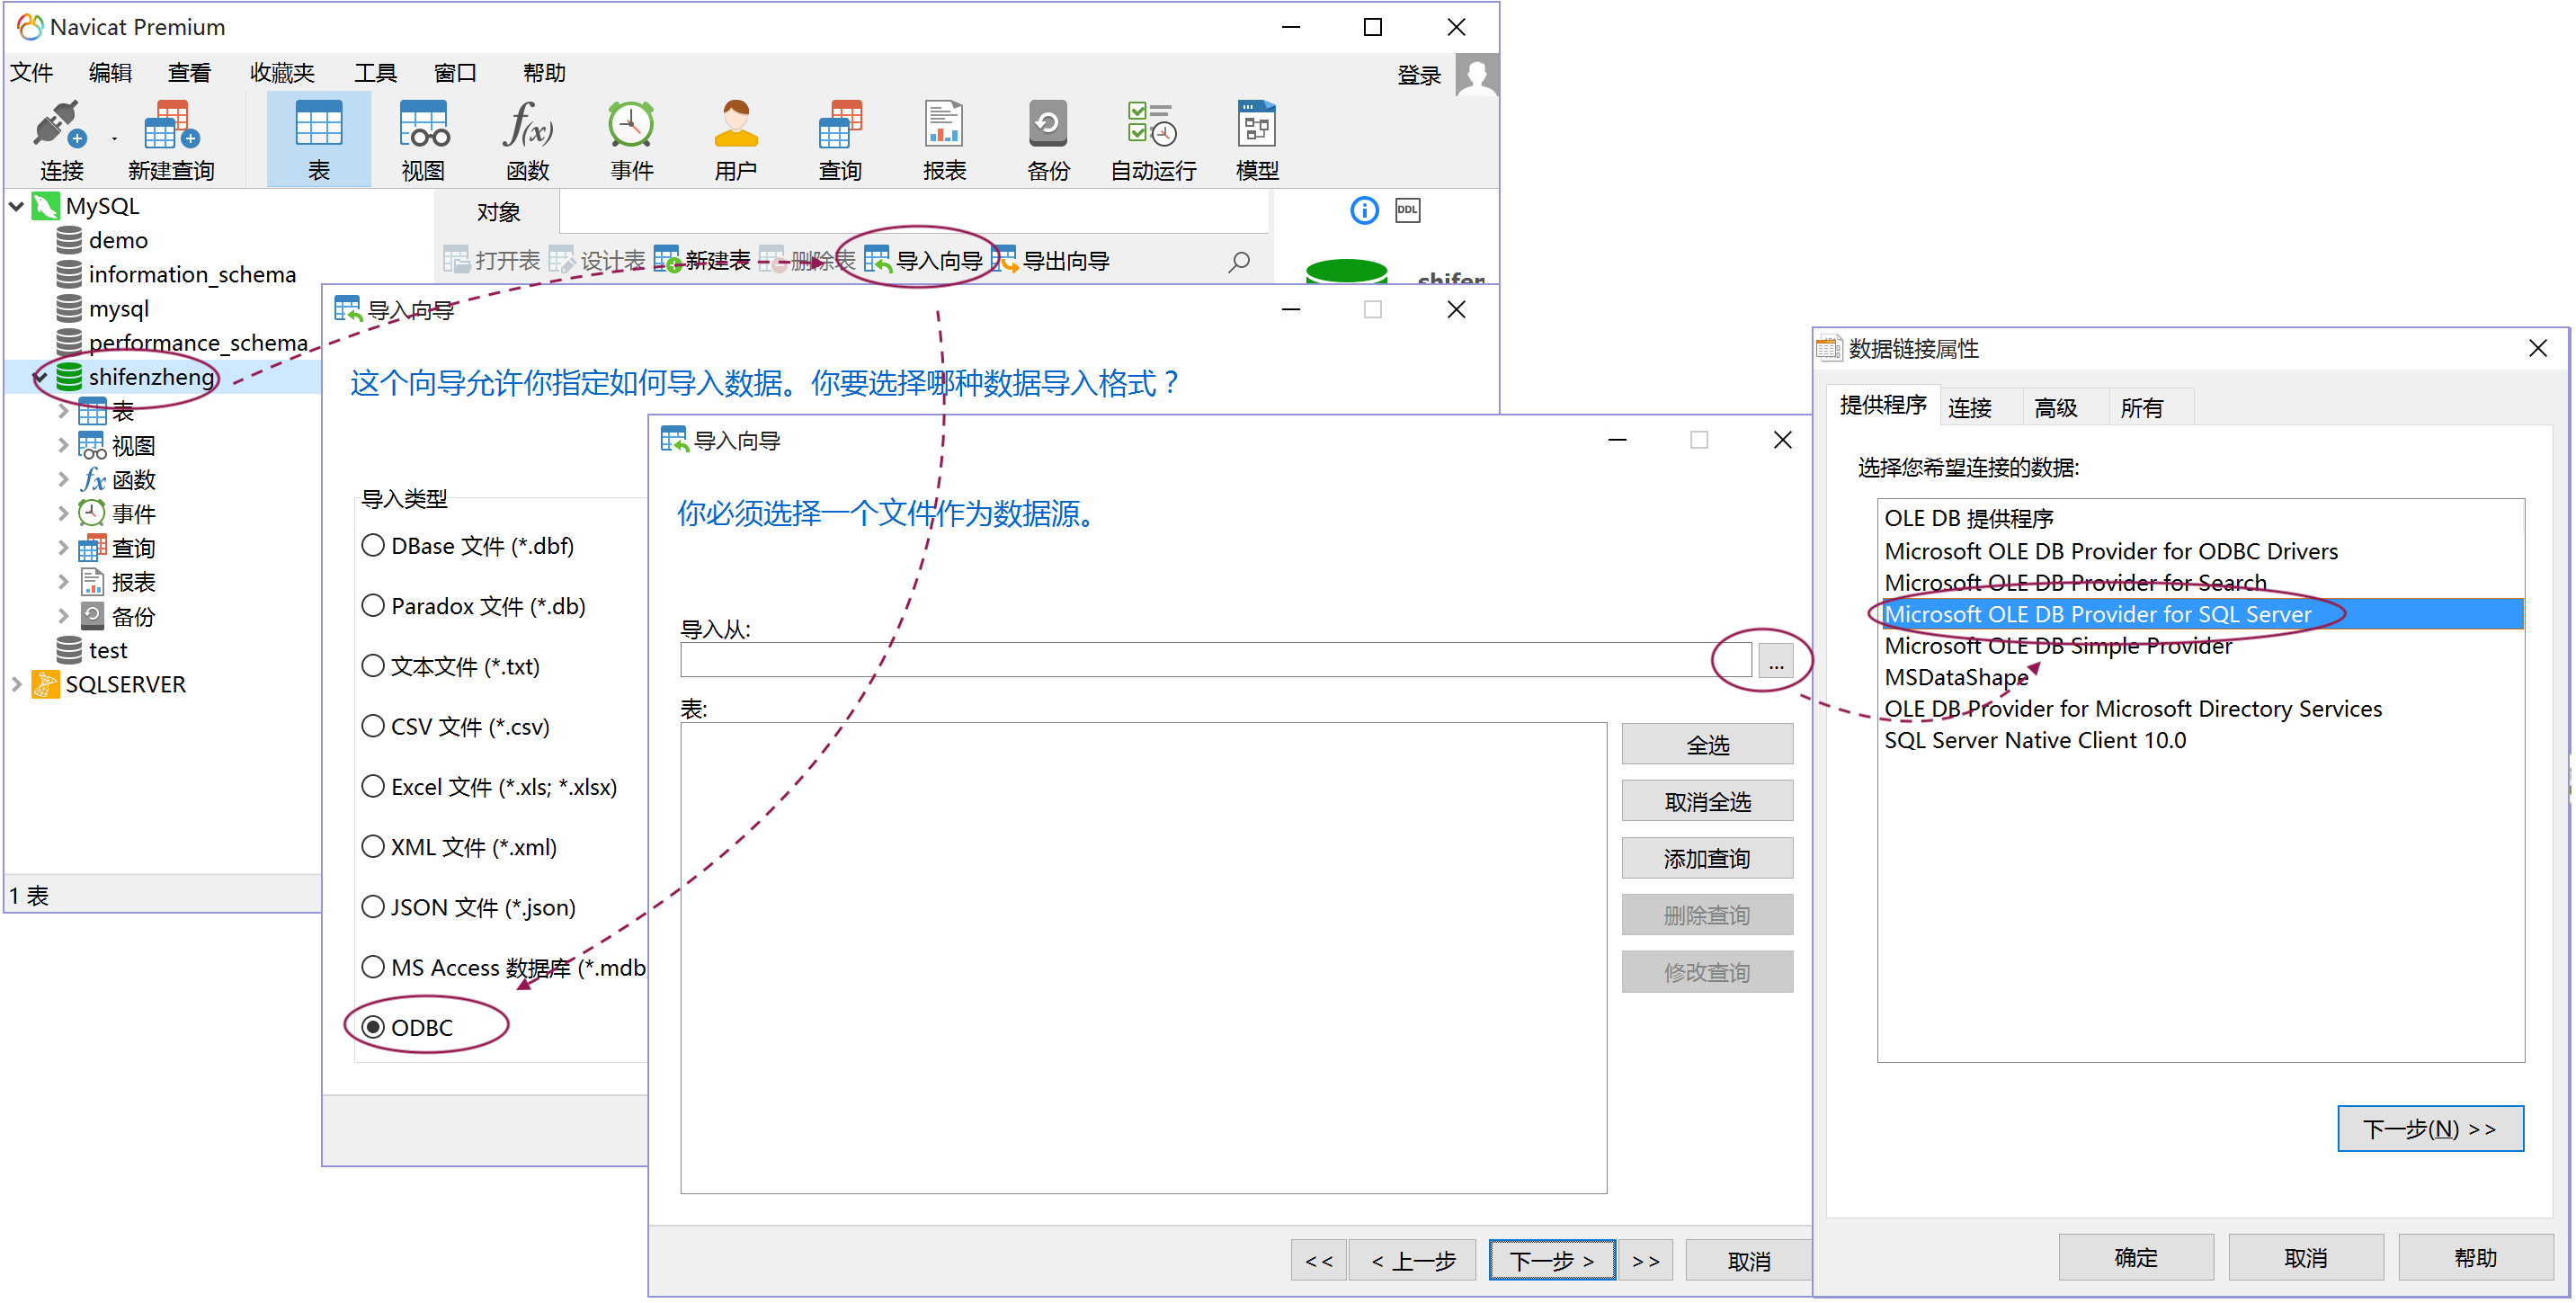 Navicat Premium
文件 编辑 查看 收藏夹 工具 窗口 帮助 登录
连接 新建查询 表 视图 函数 事件 用户 查询 报表 备份 自动运行 模型
MySQL
demo
information_schema
mysql
performance_schema
shifenzheng
表
视图
fx 函数
事件
查询
报表
备份
test
SQLSERVER
1 表
对象
DDL
打开表 设计表 新建表 删除表 导入向导 导出向导
shifer
导入向导
这个向导允许你指定如何导入数据。你要选择哪种数据导入格式？
导入类型
DBase 文件 (*.dbf)
Paradox 文件 (*.db)
文本文件 (*.txt)
CSV 文件 (*.csv)
Excel 文件 (*.xls; *.xlsx)
XML 文件 (*.xml)
JSON 文件 (*.json)
MS Access 数据库 (*.mdb
ODBC
导入向导
你必须选择一个文件作为数据源。
导入从:
...
表:
全选
取消全选
添加查询
删除查询
修改查询
<< < 上一步 下一步 > >> 取消
数据链接属性
提供程序 连接 高级 所有
选择您希望连接的数据:
OLE DB 提供程序
Microsoft OLE DB Provider for ODBC Drivers
Microsoft OLE DB Provider for Search
Microsoft OLE DB Provider for SQL Server
Microsoft OLE DB Simple Provider
MSDataShape
OLE DB Provider for Microsoft Directory Services
SQL Server Native Client 10.0
下一步(N) >>
确定 取消 帮助